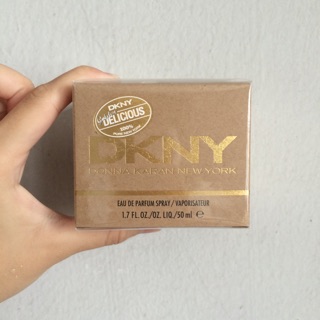 DKNY
DELICIOUS
100%
DKNY
DONNA KARAN NEW YORK
EAU DE PARFUM SPRAY/VAPORISATEUR
1.7 FL.OZ./OZ. LIQ./50 ml ℮